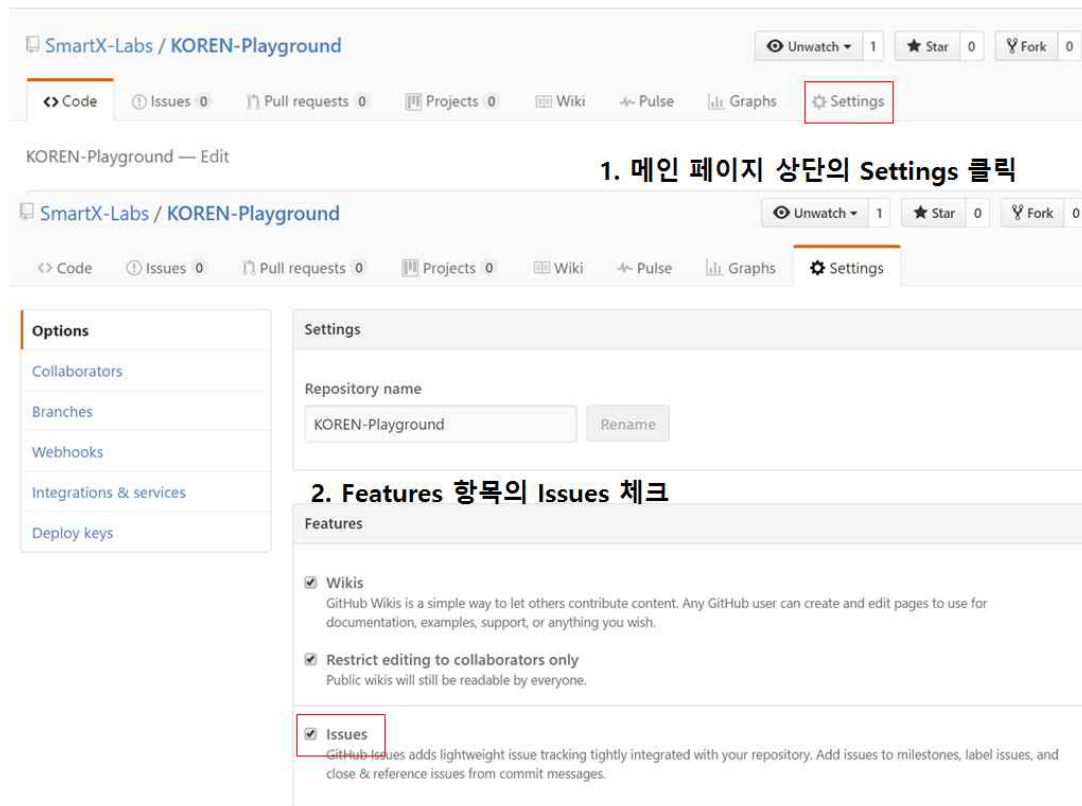 SmartX-Labs / KOREN-Playground
Unwatch 1 Star 0 Fork 0
<> Code Issues 0 Pull requests 0 Projects 0 Wiki Pulse Graphs Settings
KOREN-Playground — Edit
1. 메인 페이지 상단의 Settings 클릭
SmartX-Labs / KOREN-Playground
Unwatch 1 Star 0 Fork 0
<> Code Issues 0 Pull requests 0 Projects 0 Wiki Pulse Graphs Settings
Options
Collaborators
Branches
Webhooks
Integrations & services
Deploy keys
Settings
Repository name
KOREN-Playground Rename
2. Features 항목의 Issues 체크
Features
Wikis
GitHub Wikis is a simple way to let others contribute content. Any GitHub user can create and edit pages to use for
documentation, examples, support, or anything you wish.
Restrict editing to collaborators only
Public wikis will still be readable by everyone.
Issues
GitHub Issues adds lightweight issue tracking tightly integrated with your repository. Add issues to milestones, label issues, and
close & reference issues from commit messages.